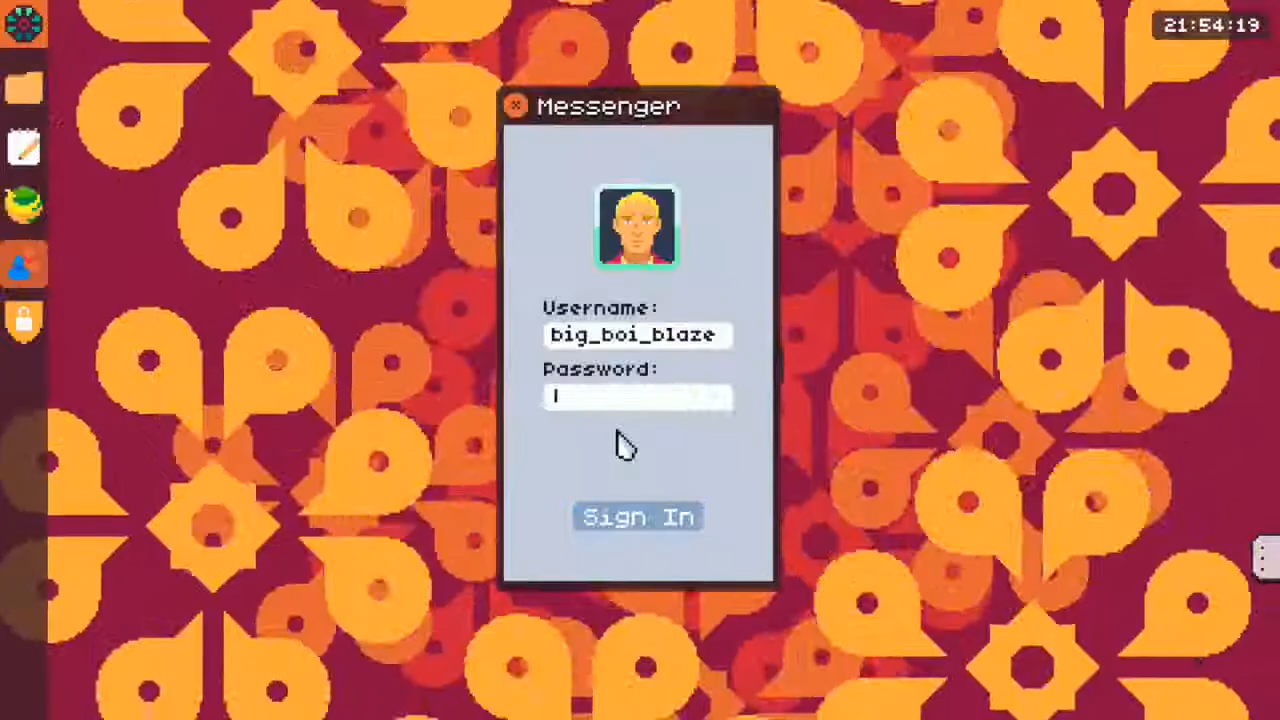 21:54:19
Messenger
Username:
big_boi_blaze
Password:
Sign In